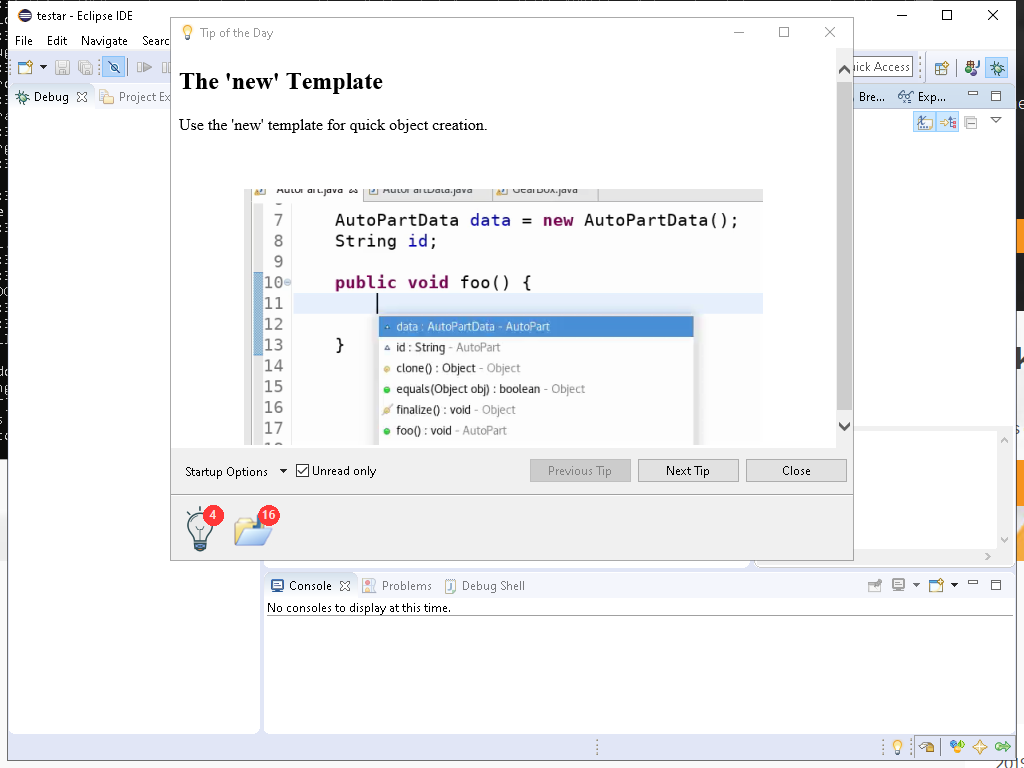 testar - Eclipse IDE
File Edit Navigate Searc
Tip of the Day
ick Access
Debug Project Ex
Bre... Exp...
The 'new' Template
Use the 'new' template for quick object creation.
AutoPart.java AutoPartData.java GearBox.java
7 AutoPartData data = new AutoPartData();
8 String id;
9
10 public void foo() {
11
12
13 }
14
15
16
17
data : AutoPartData - AutoPart
id : String - AutoPart
clone() : Object - Object
equals(Object obj) : boolean - Object
finalize() : void - Object
foo() : void - AutoPart
Startup Options Unread only Previous Tip Next Tip Close
4 16
Console Problems Debug Shell
No consoles to display at this time.